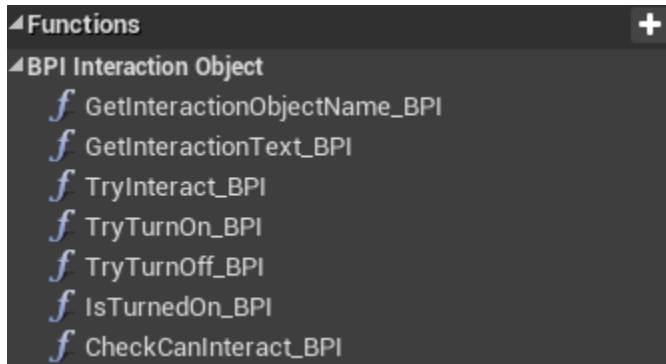 Functions
BPI Interaction Object
GetInteractionObjectName_BPI
GetInteractionText_BPI
TryInteract_BPI
TryTurnOn_BPI
TryTurnOff_BPI
IsTurnedOn_BPI
CheckCanInteract_BPI